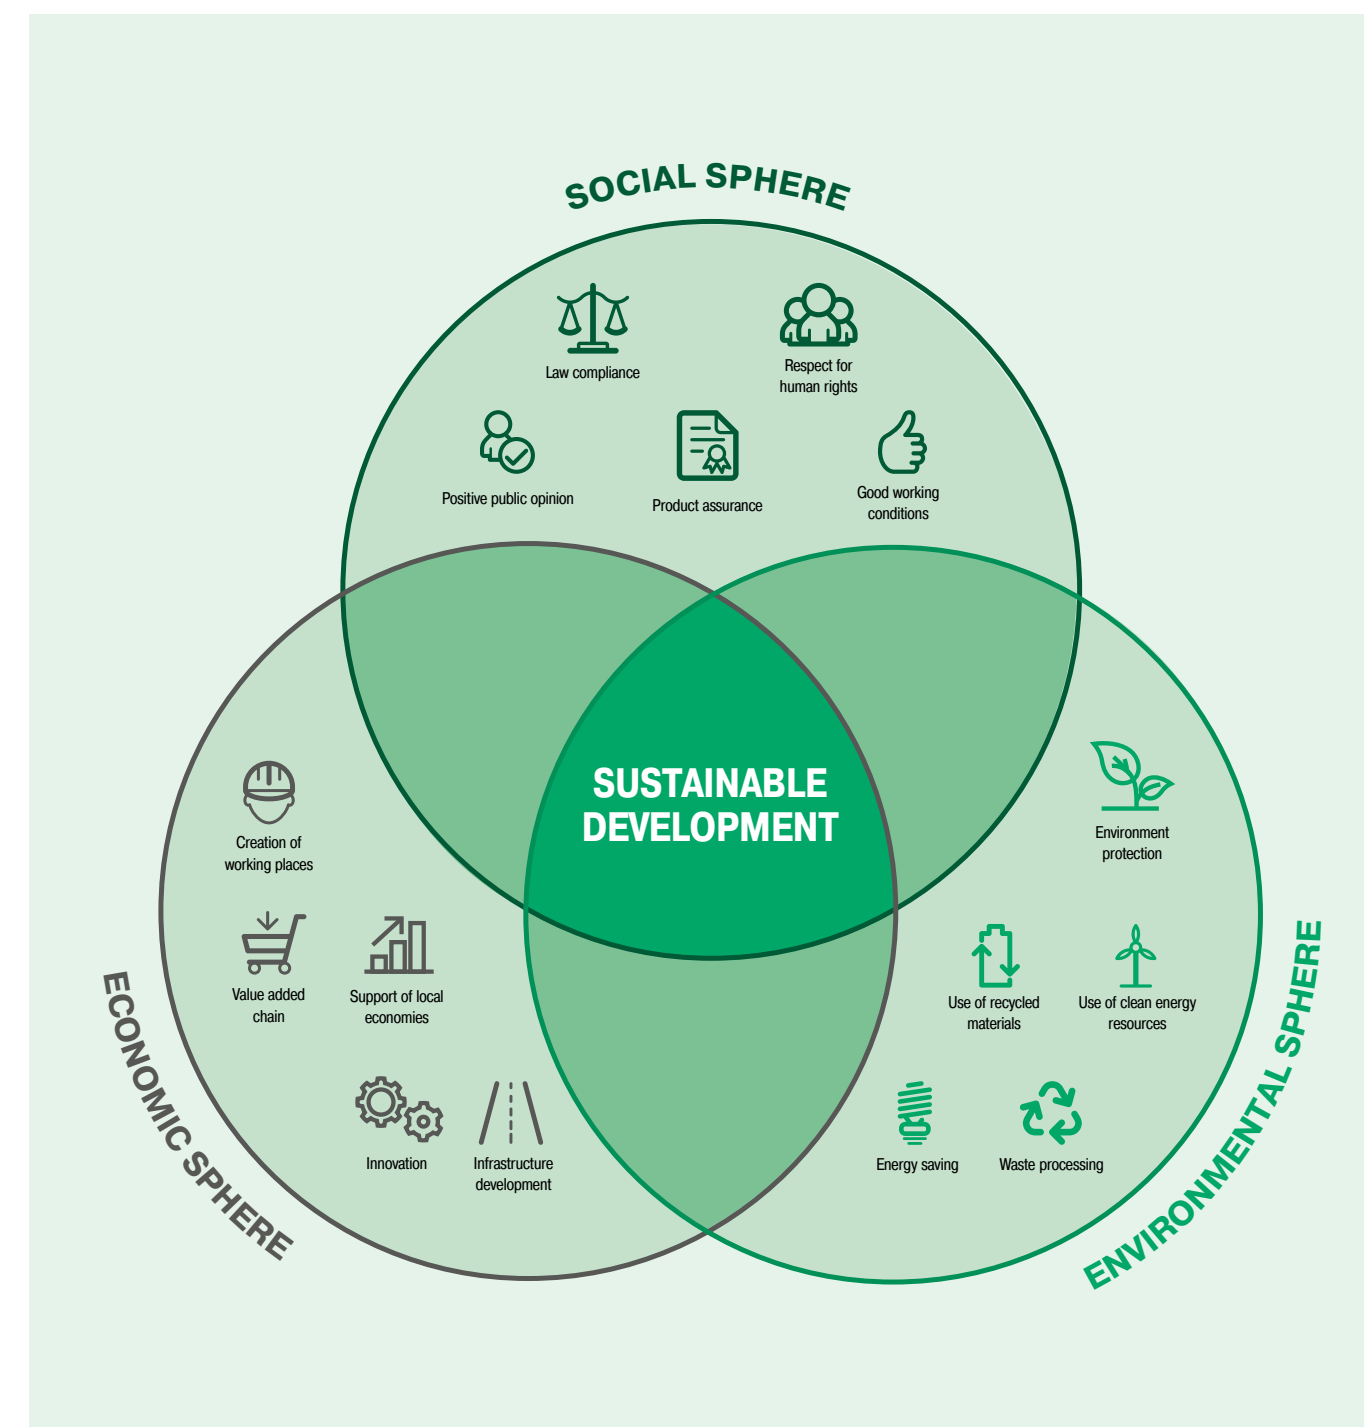 SOCIAL SPHERE
Law compliance
Respect for
human rights
Positive public opinion
Product assurance
Good working
conditions
SUSTAINABLE
DEVELOPMENT
Creation of
working places
Value added
chain
Support of local
economies
Innovation
Infrastructure
development
ECONOMIC SPHERE
Environment
protection
Use of recycled
materials
Use of clean energy
resources
Energy saving
Waste processing
ENVIRONMENTAL SPHERE